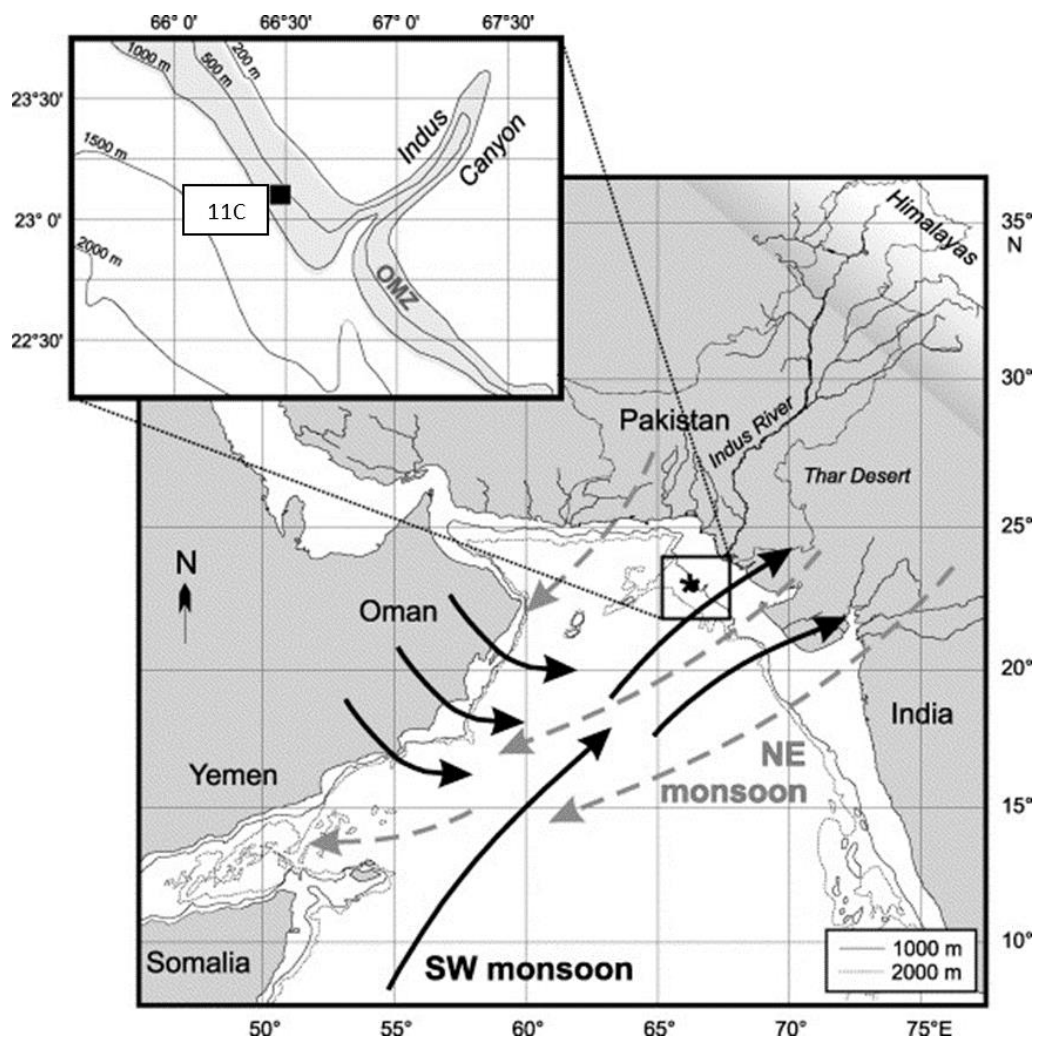 66° 0' 66°30' 67° 0' 67°30'
23°30'
23° 0'
22°30'
1000 m
500 m
200 m
1500 m
2000 m
11C
Indus
Canyon
OMZ
Himalayas
35°
N
30°
25°
20°
15°
10°
Pakistan
Indus River
Thar Desert
N
Oman
India
Yemen
NE
monsoon
Somalia
SW monsoon
1000 m
2000 m
50° 55° 60° 65° 70° 75°E